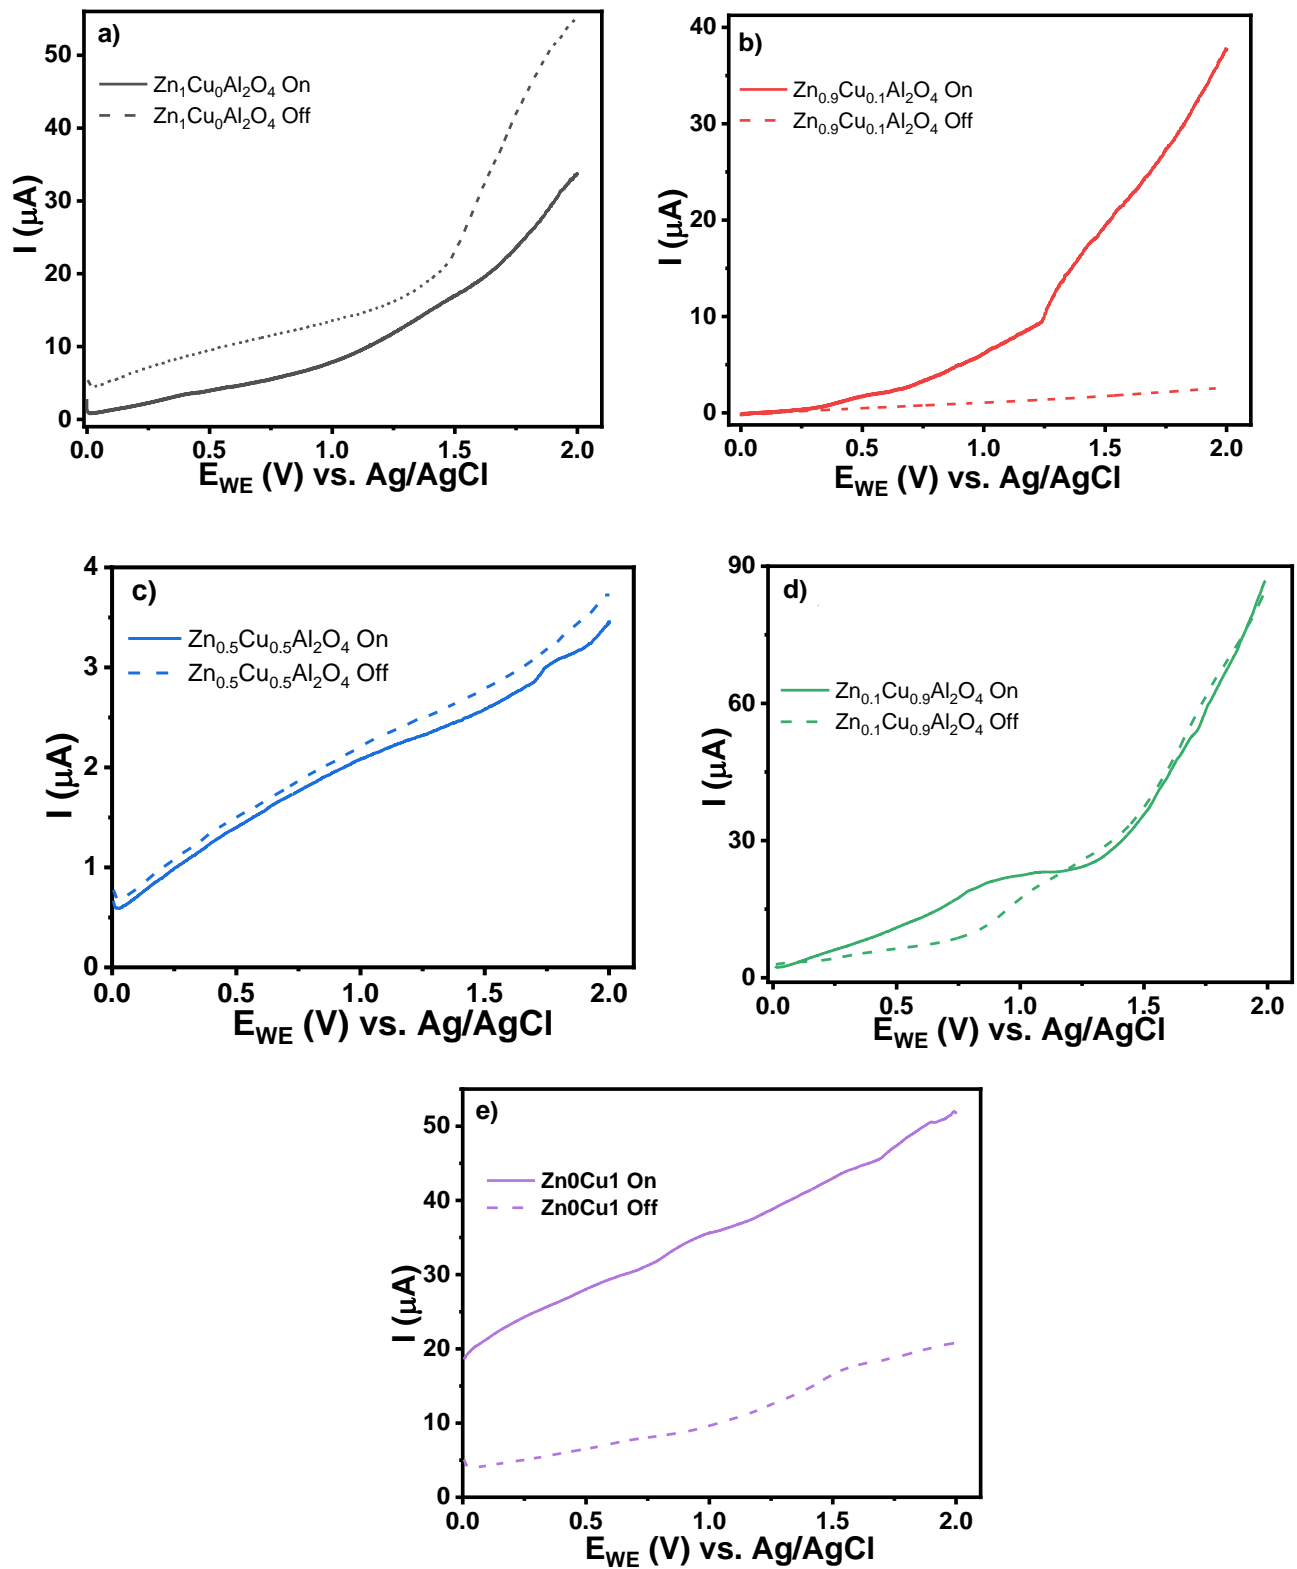 a)
Zn₁Cu₀Al₂O₄ On
Zn₁Cu₀Al₂O₄ Off
I (μA)
50
40
30
20
10
0
0.0 0.5 1.0 1.5 2.0
E_WE (V) vs. Ag/AgCl
b)
Zn₀.₉Cu₀.₁Al₂O₄ On
Zn₀.₉Cu₀.₁Al₂O₄ Off
I (μA)
40
30
20
10
0
0.0 0.5 1.0 1.5 2.0
E_WE (V) vs. Ag/AgCl
c)
Zn₀.₅Cu₀.₅Al₂O₄ On
Zn₀.₅Cu₀.₅Al₂O₄ Off
I (μA)
4
3
2
1
0
0.0 0.5 1.0 1.5 2.0
E_WE (V) vs. Ag/AgCl
d)
Zn₀.₁Cu₀.₉Al₂O₄ On
Zn₀.₁Cu₀.₉Al₂O₄ Off
I (μA)
90
60
30
0
0.0 0.5 1.0 1.5 2.0
E_WE (V) vs. Ag/AgCl
e)
Zn0Cu1 On
Zn0Cu1 Off
I (μA)
50
40
30
20
10
0
0.0 0.5 1.0 1.5 2.0
E_WE (V) vs. Ag/AgCl